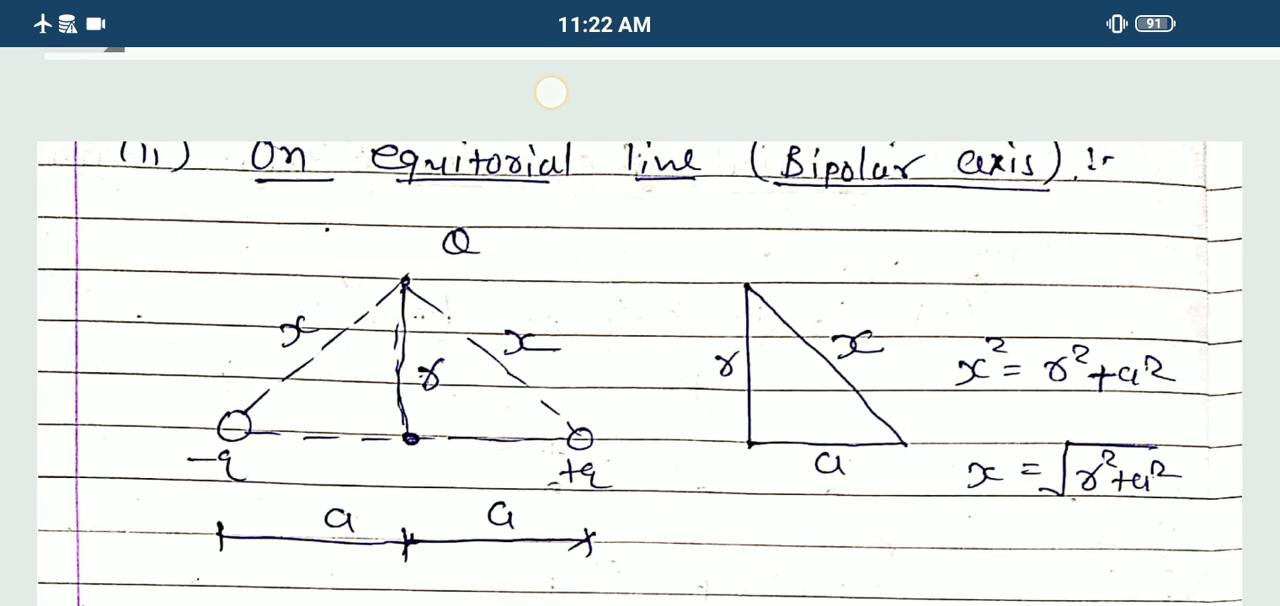 11:22 AM
91
(ii) On equitorial line (Bipolar axis) :-
Q
x x
r
-q +q
a a
r x
a
x² = r²+a²
x = √r²+a²